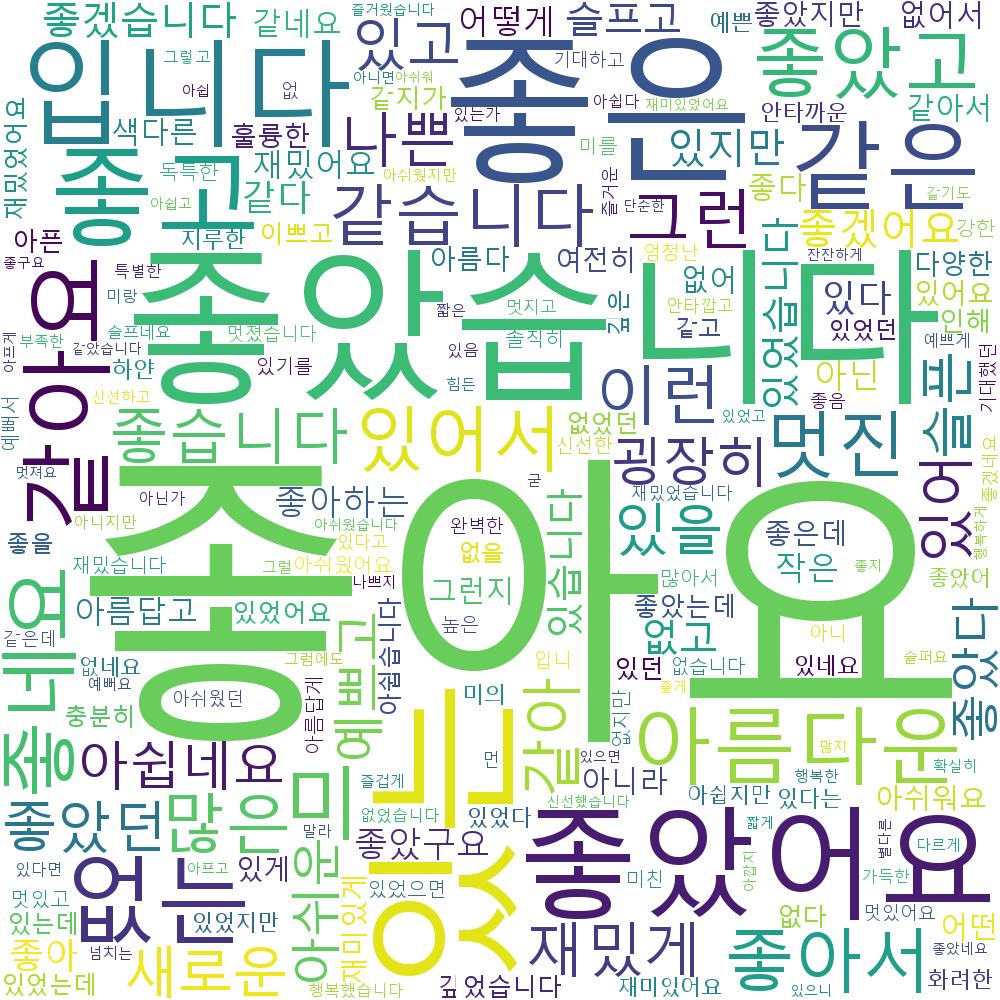 좋겠습니다
같네요
있고
어떻게
슬프고
예쁜
좋았지만
없어서
즐거웠습니다
그렇고
아쉽
없
입니다
아니면
아쉬워
같지가
있는가
기대하고
좋은
아쉽다
재미있었어요
좋았고
안타까운
같아서
재밌었어요
색다른
훌륭한
나쁜
미를
있지만
같은
좋고
독특한
재밌어요
같다
아쉬웠지만
아쉽고
같습니다
즐거운
단순한
그런
좋다
같기도
강한
좋겠어요
아픈
지루한
이쁘고
좋구요
아름다
여전히
엄청난
잔잔하게
다양한
특별한
미랑
같아요
좋았습니다
짧은
멋지고
깊은
안타깝고
없어
있었습니다
있다
있어요
인해
슬프네요
멋졌습니다
솔직히
같고
있었던
예쁘게
기대했던
아프게
부족한
같았습니다
하얀
있기를
있음
힘든
이런
아닌
좋음
슬픈
예뻐서
신선하고
좋습니다
있어서
없었던
신선한
있었고
굉장히
멋진
있어
좋겠네요
멋져요
아니지만
아닌가
좋아하는
아쉬웠습니다
있다고
완벽한
굳
있습니다
재밌었습니다
있을
좋은데
작은
좋지
행복하게
좋을
좋아요
재밌습니다
그럴
아쉬웠어요
없을
나쁘지
그런지
많아서
좋았어
좋네요
아름답고
있었어요
높은
좋았는데
없고
아니
같은데
없네요
예뻐요
그럼에도
아쉽습니다
예쁘고
입니
있던
없습니다
있네요
슬퍼요
좋았다
충분히
아쉬웠던
아름답게
미의
같아
없지만
좋게
아름다운
많지
아쉽네요
미
즐겁게
있는
먼
있으면
아니라
행복한
확실히
좋았던
많은
없었습니다
있었다
신선했습니다
아쉽지만
있다는
아쉬워요
말라
좋았구요
좋았어요
짧게
별다른
다르게
있다면
없는
아프고
있게
아쉬운
재미있게
있었으면
미친
아깝지
가득한
멋있고
있는데
있었지만
없다
멋있어요
어떤
좋아
넘치는
새로운
재밌게
좋아서
좋았네요
있었는데
행복했습니다
깊었습니다
재미있어요
있으니
화려한